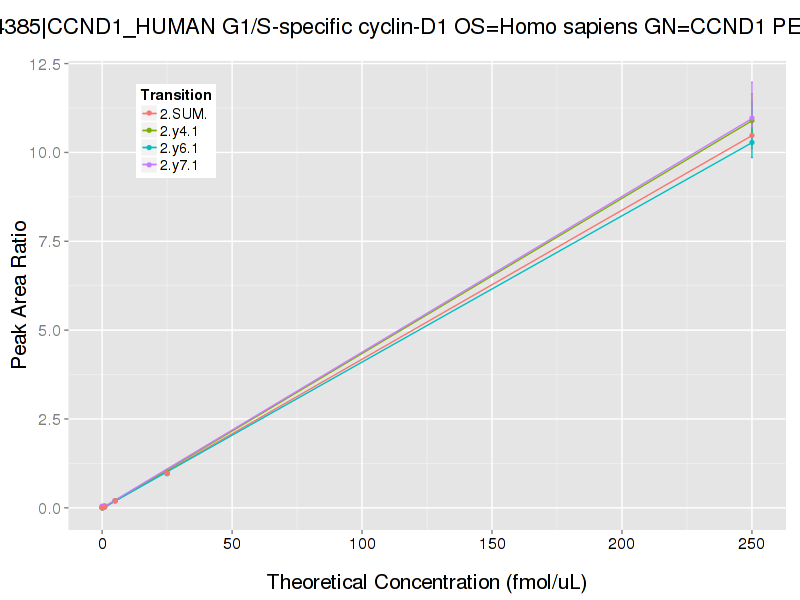 4385|CCND1_HUMAN G1/S-specific cyclin-D1 OS=Homo sapiens GN=CCND1 PE
12.5
10.0
7.5
5.0
2.5
0.0
Peak Area Ratio
Transition
2.SUM.
2.y4.1
2.y6.1
2.y7.1
0 50 100 150 200 250
Theoretical Concentration (fmol/uL)